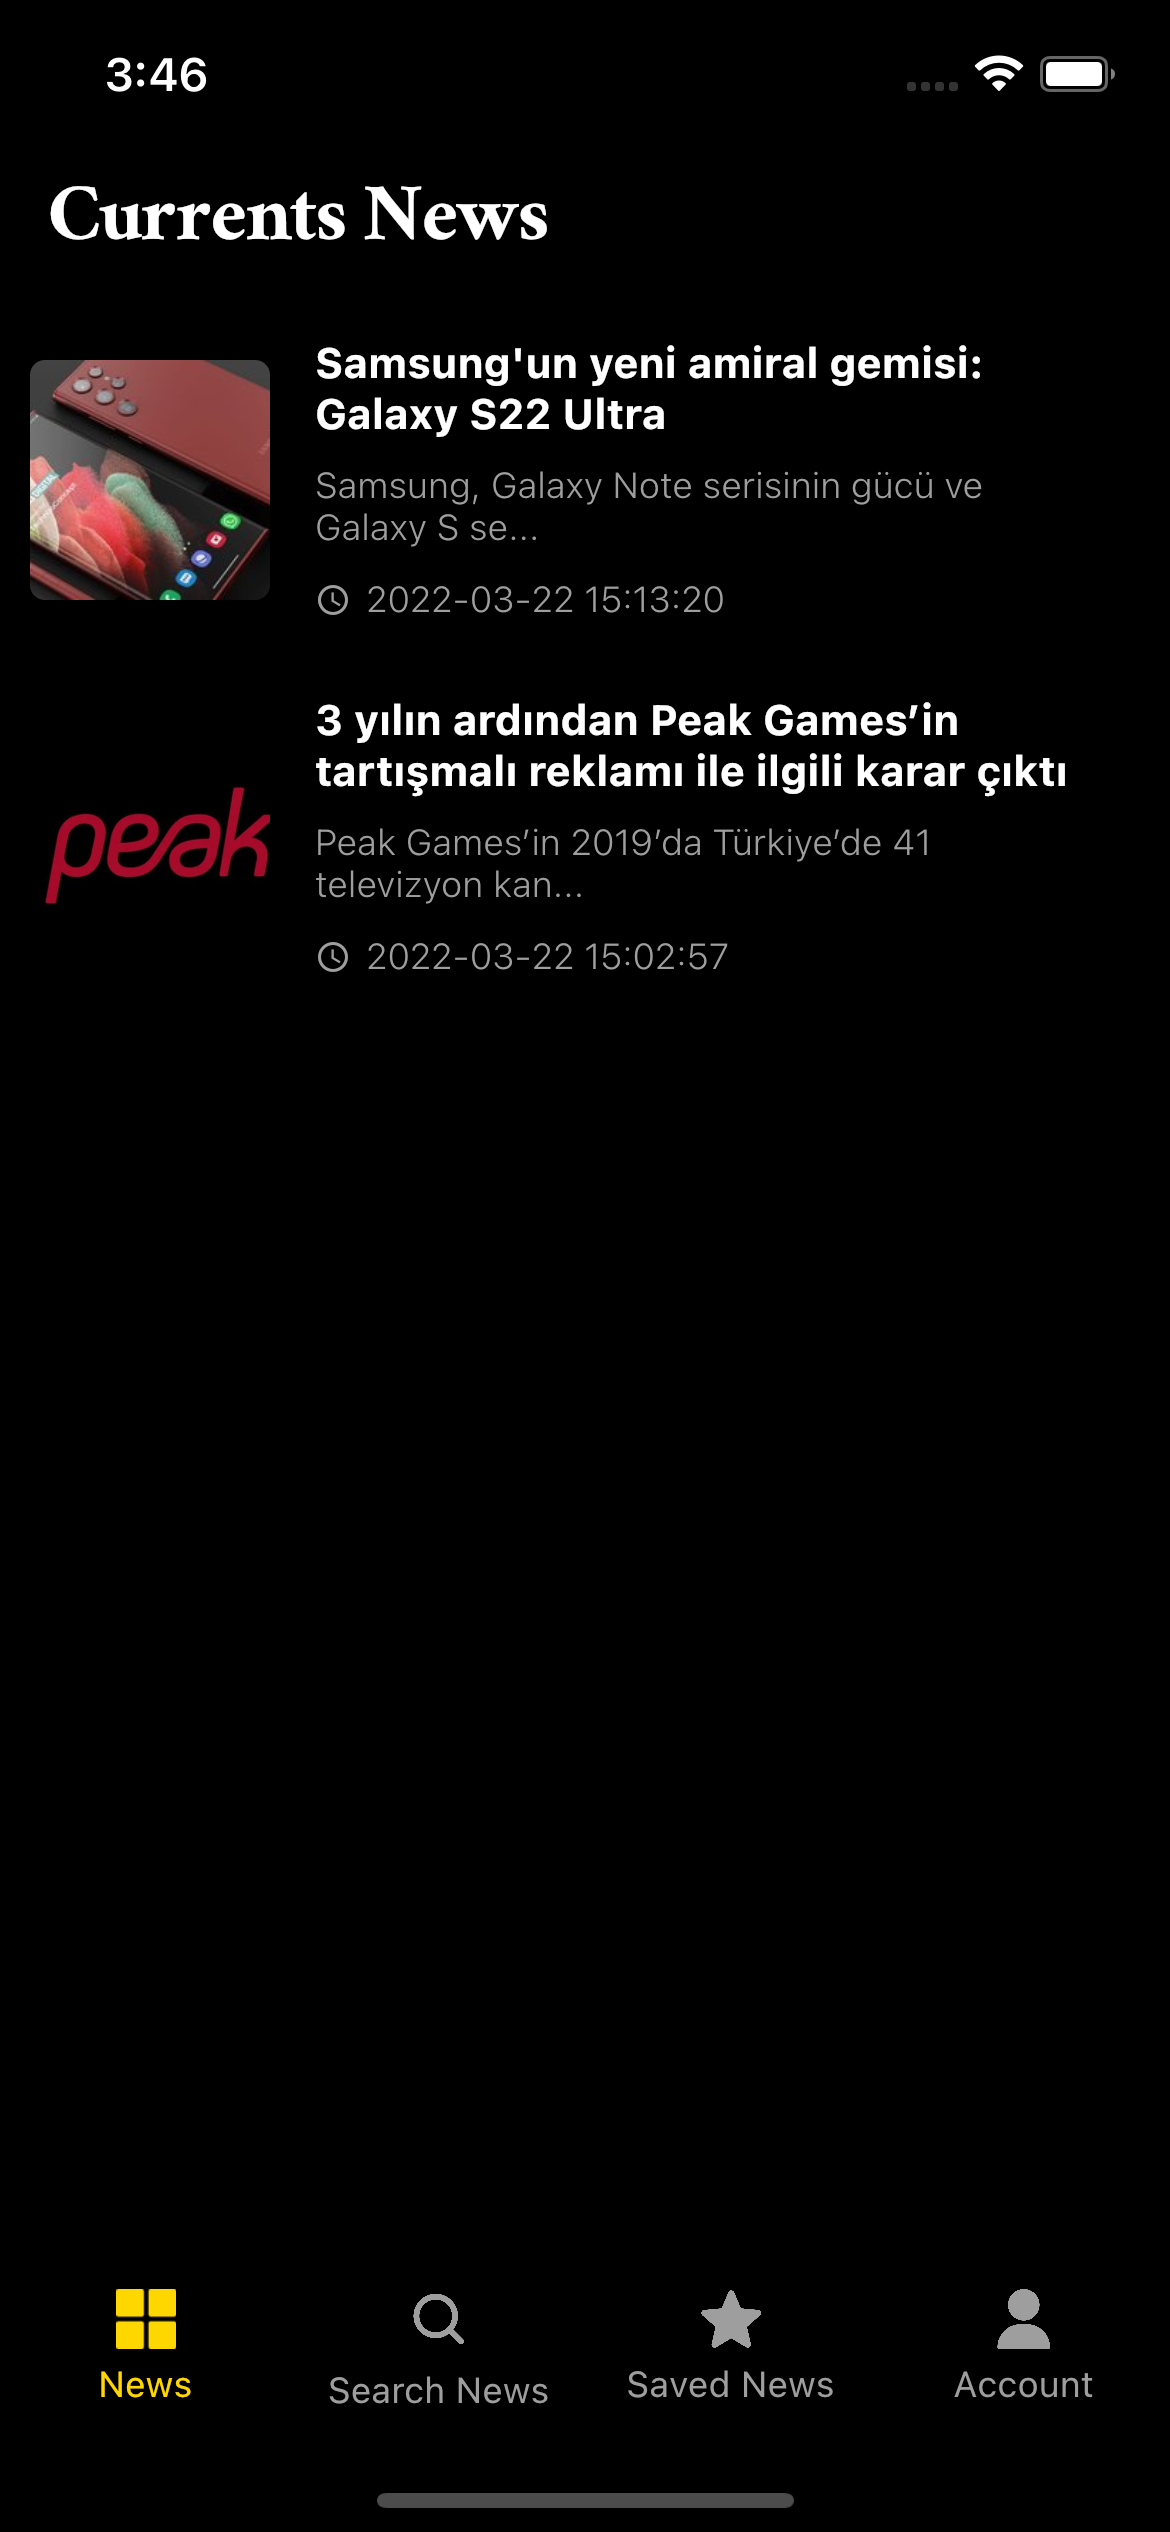 3:46
Currents News
Samsung'un yeni amiral gemisi:
Galaxy S22 Ultra
Samsung, Galaxy Note serisinin gücü ve
Galaxy S se...
2022-03-22 15:13:20
3 yılın ardından Peak Games’in
tartışmalı reklamı ile ilgili karar çıktı
peak
Peak Games’in 2019’da Türkiye’de 41
televizyon kan...
2022-03-22 15:02:57
News
Search News
Saved News
Account